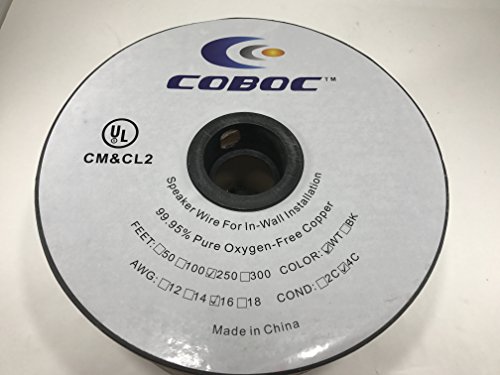 COBOC™
UL
CM&CL2
Speaker Wire For In-Wall Installation
99.95% Pure Oxygen-Free Copper
FEET: ☐50 ☐100 ☑250 ☐300 COLOR: ☑WT ☐BK
AWG: ☐12 ☐14 ☑16 ☐18 COND: ☐2C ☑4C
Made in China